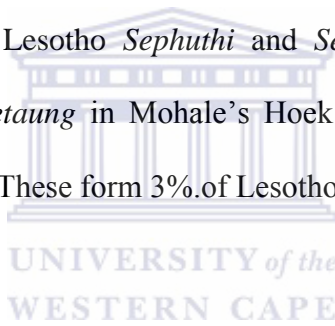 Lesotho Sephuthi and Se
etaung in Mohale's Hoek
These form 3%.of Lesotho
UNIVERSITY of the
WESTERN CAPE